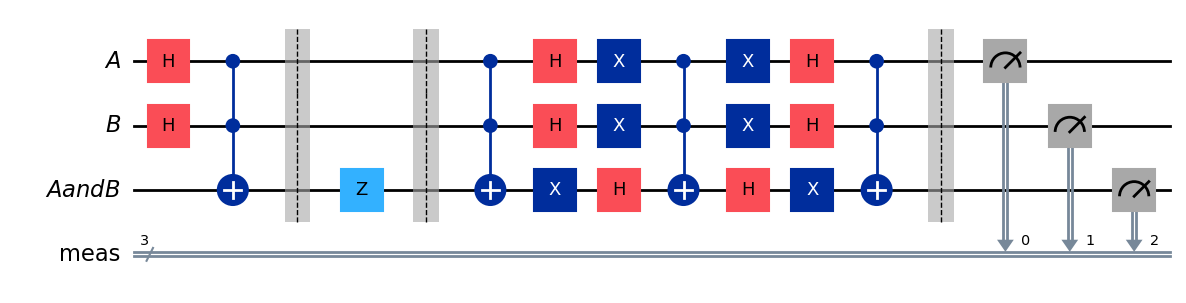 A H H X X H
B H H X X H
AandB Z X H H X
meas 3 0 1 2